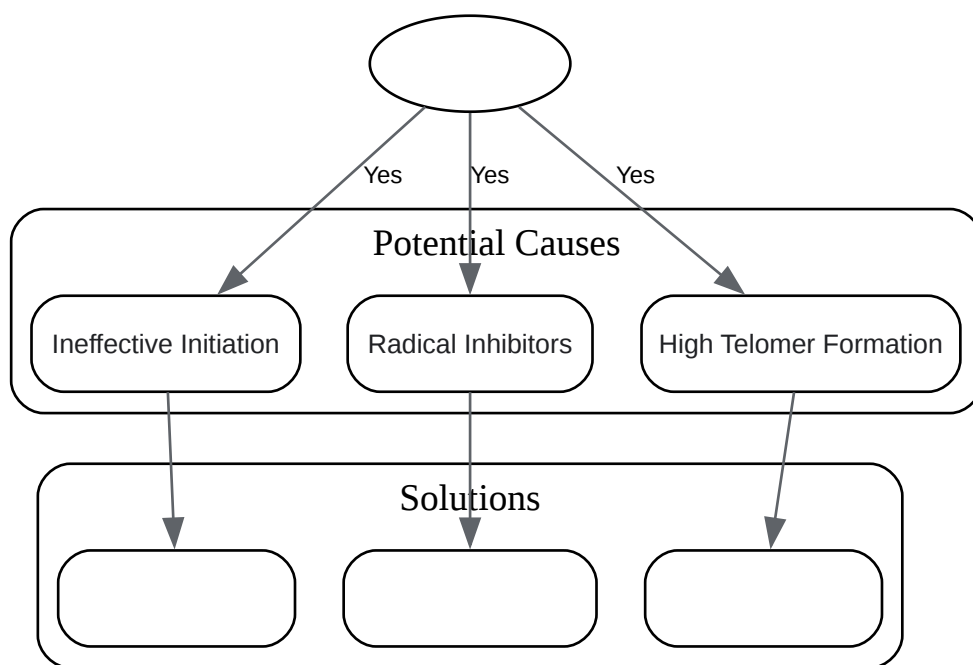 Yes
Yes
Yes
Potential Causes
Ineffective Initiation
Radical Inhibitors
High Telomer Formation
Solutions